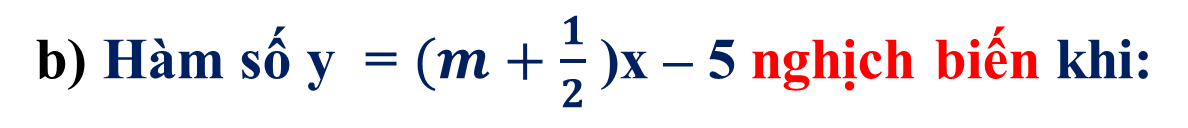 b) Hàm số y = (m + 1/2)x – 5 nghịch biến khi: